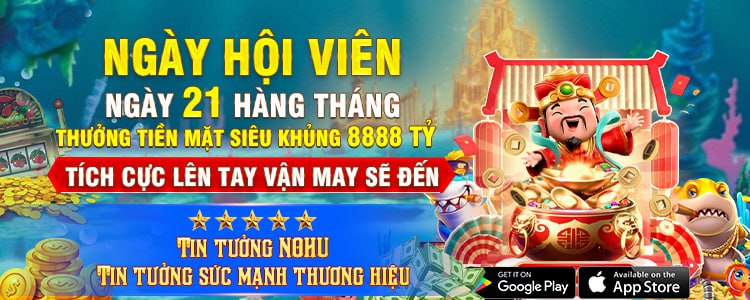 NGÀY HỘI VIÊN
NGÀY 21 HÀNG THÁNG
THƯỞNG TIỀN MẶT SIÊU KHỦNG 8888 TỶ
TÍCH CỰC LÊN TAY VẬN MAY SẼ ĐẾN
TIN TƯỞNG N8HU
TIN TƯỞNG SỨC MẠNH THƯƠNG HIỆU
GET IT ON
Google Play
Available on the
App Store